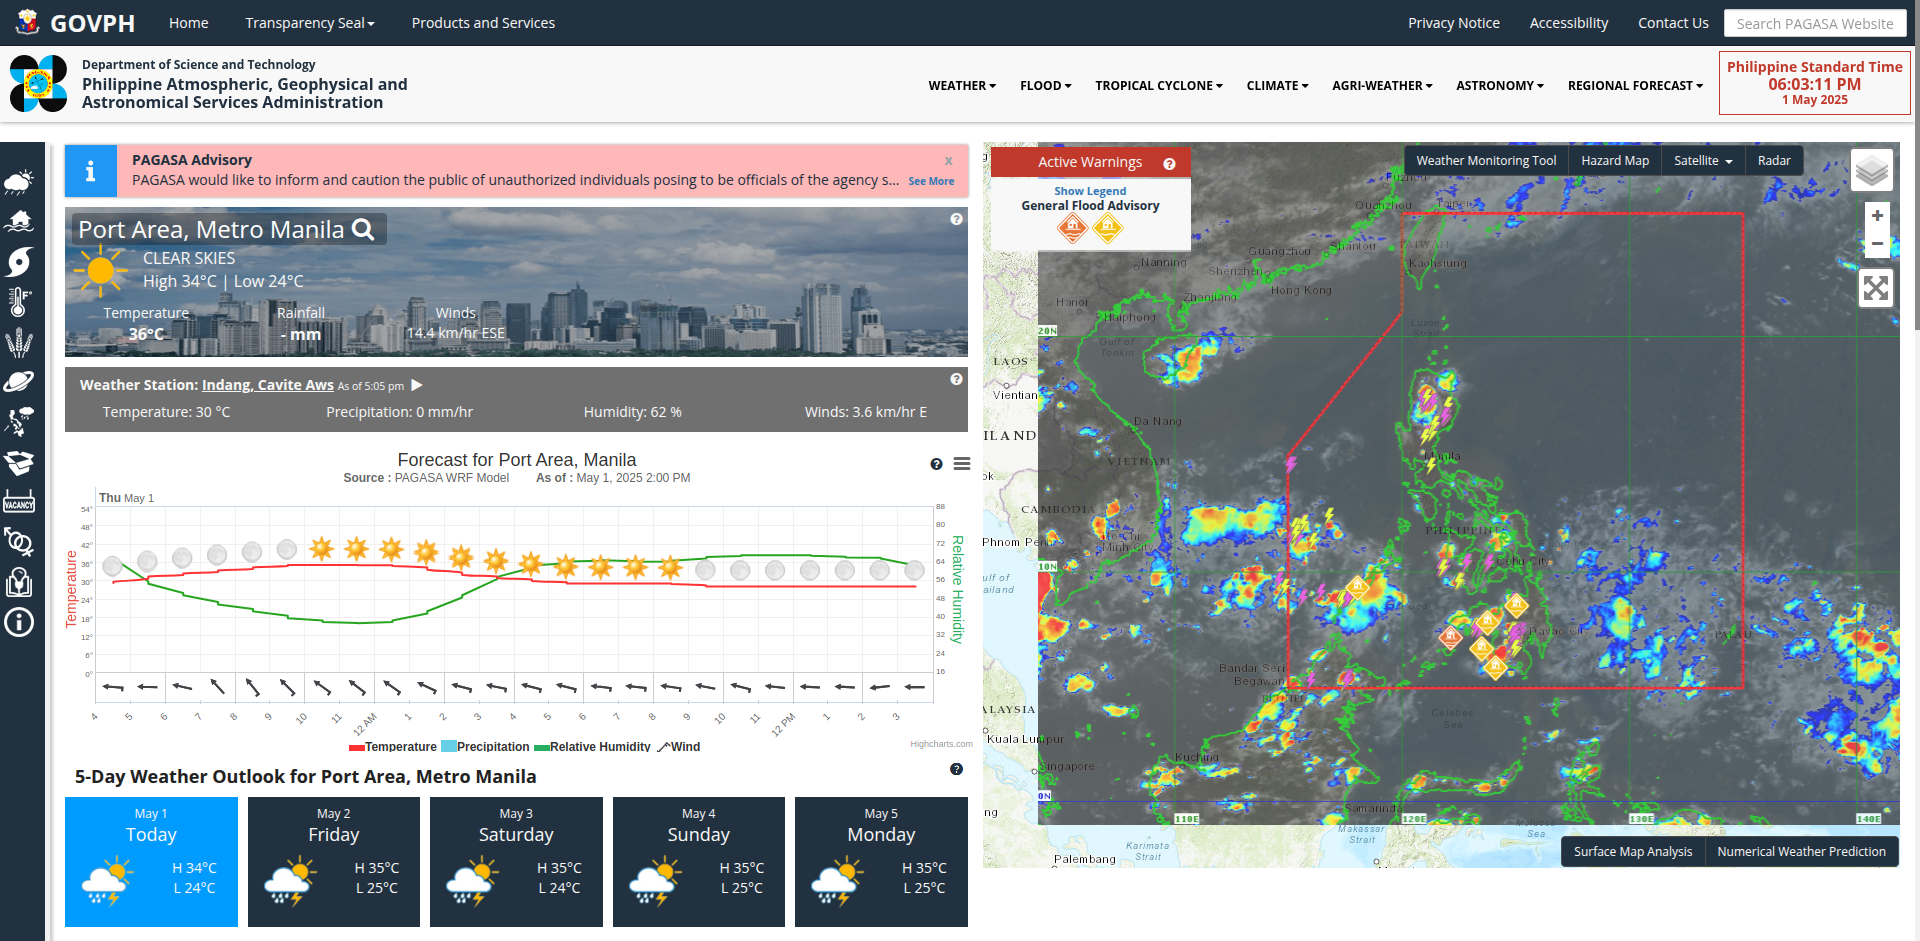 GOVPH
Home
Transparency Seal
Products and Services
Privacy Notice
Accessibility
Contact Us
Search PAGASA Website
Department of Science and Technology
Philippine Atmospheric, Geophysical and
Astronomical Services Administration
WEATHER
FLOOD
TROPICAL CYCLONE
CLIMATE
AGRI-WEATHER
ASTRONOMY
REGIONAL FORECAST
Philippine Standard Time
06:03:11 PM
1 May 2025
VACANCY
PAGASA Advisory
x
PAGASA would like to inform and caution the public of unauthorized individuals posing to be officials of the agency s... See More
Port Area, Metro Manila
CLEAR SKIES
High 34°C | Low 24°C
Temperature
Rainfall
Winds
36°C
- mm
14.4 km/hr ESE
Weather Station: Indang, Cavite Aws As of 5:05 pm
Temperature: 30 °C
Precipitation: 0 mm/hr
Humidity: 62 %
Winds: 3.6 km/hr E
Forecast for Port Area, Manila
Source : PAGASA WRF Model As of : May 1, 2025 2:00 PM
Thu May 1
54°
48°
42°
36°
30°
24°
18°
12°
6°
0°
Temperature
88
80
72
64
56
48
40
32
24
16
Relative Humidity
4 5 6 7 8 9 10 11 12 AM 1 2 3 4 5 6 7 8 9 10 11 12 PM 1 2 3
Temperature Precipitation Relative Humidity Wind
Highcharts.com
5-Day Weather Outlook for Port Area, Metro Manila
May 1
Today
H 34°C
L 24°C
May 2
Friday
H 35°C
L 25°C
May 3
Saturday
H 35°C
L 24°C
May 4
Sunday
H 35°C
L 25°C
May 5
Monday
H 35°C
L 25°C
Active Warnings
Show Legend
General Flood Advisory
Weather Monitoring Tool
Hazard Map
Satellite
Radar
+
−
Fuzhou
Quanzhou
Taipei
Guangzhou
Shantou
TAIWAN
Nanning
Shenzhen
Kaohsiung
Hanoi
Zhanjiang
Hong Kong
Haiphong
Luzon
Strait
20N
Gulf of
Tonkin
LAOS
Vientian
Da Nang
ILAND
VIETNAM
Manila
ok
CAMBODIA
PHILIPPINE
Phnom Pen
Ho Chi
Minh City
Cebu City
10N
ulf of
ailand
Davao City
PALAU
Bandar Seri
Begawan
BRUNEI
ALAYSIA
Celebes
Sea
Kuala Lumpur
Kuching
Singapore
0N
ng
Samarinda
110E
120E
130E
140E
Makassar
Strait
Molucca
Sea
Karimata
Strait
Palembang
Surface Map Analysis
Numerical Weather Prediction